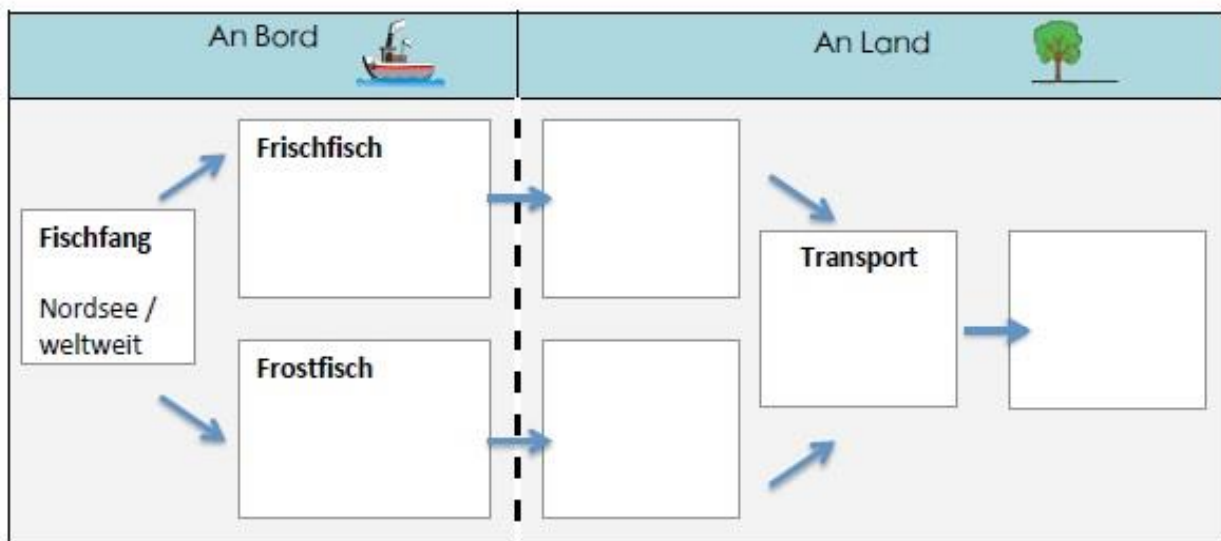 An Bord
An Land
Fischfang
Nordsee /
weltweit
Frischfisch
Frostfisch
Transport